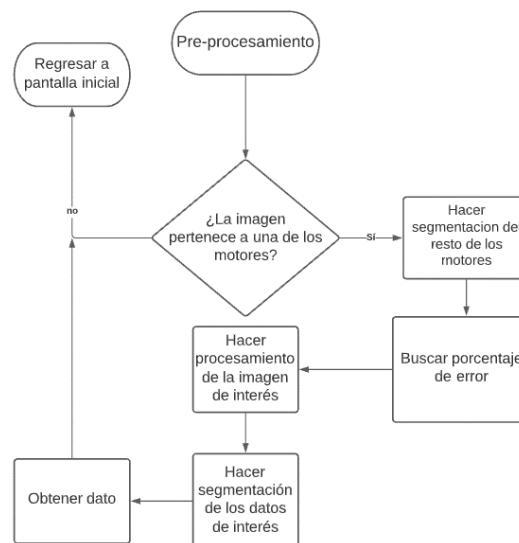 Pre-procesamiento
Regresar a
pantalla inicial
¿La imagen
pertenece a una de los
motores?
no
sí
Hacer
segmentacion del
resto de los
motores
Buscar porcentaje
de error
Hacer
procesamiento
de la imagen
de interés
Hacer
segmentación
de los datos
de interés
Obtener dato